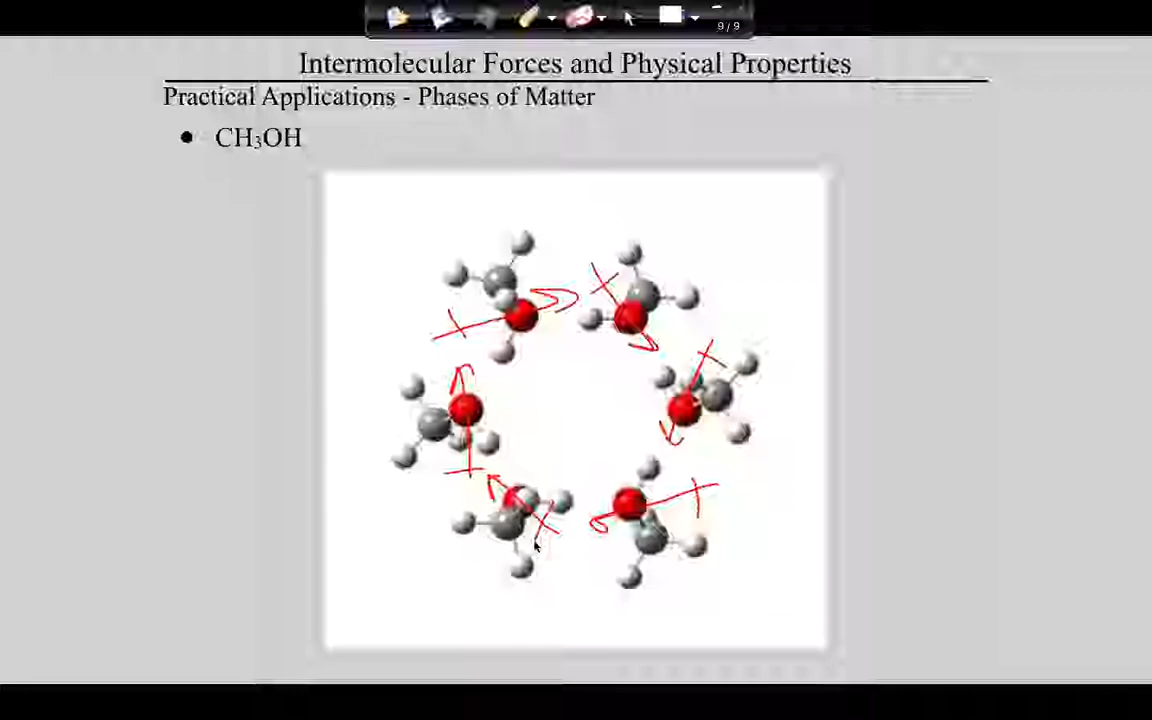 9/9
Intermolecular Forces and Physical Properties
Practical Applications - Phases of Matter
● CH₃OH